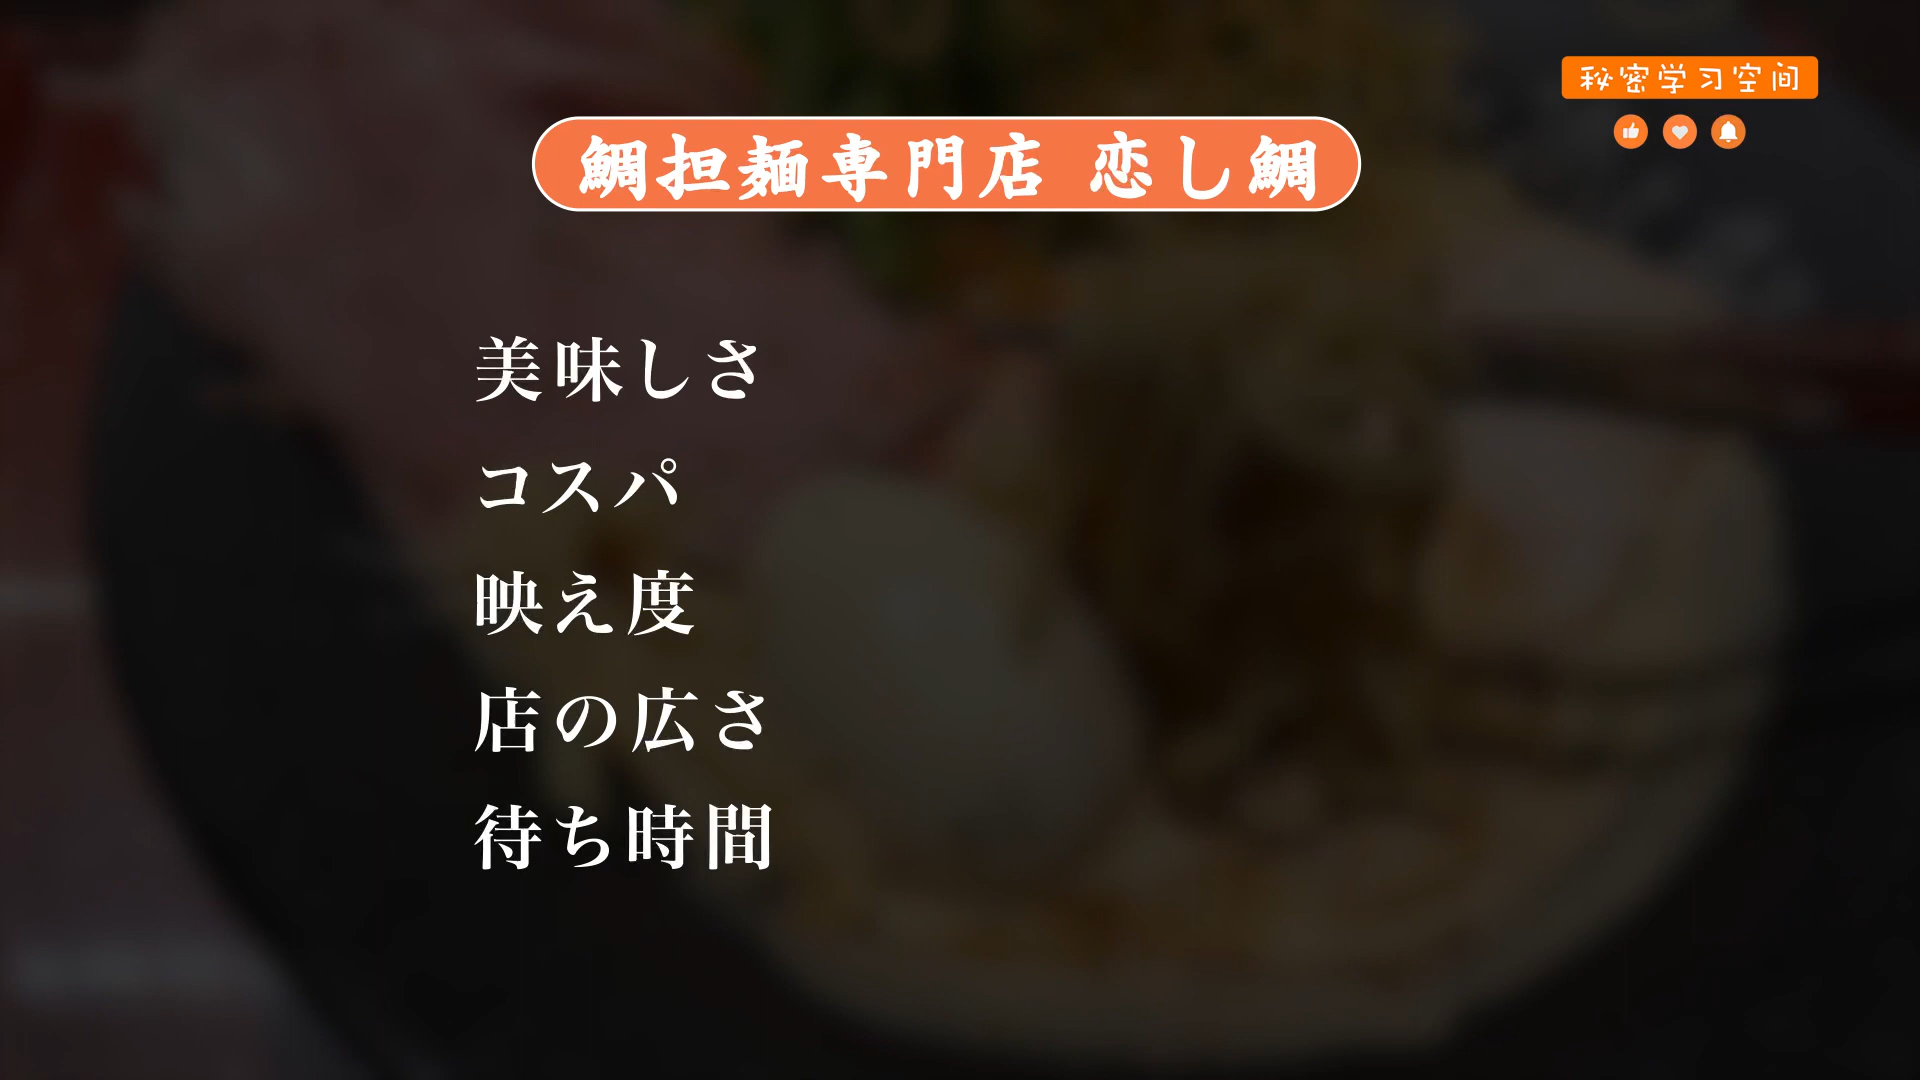 秘密学习空间
鯛担麺専門店 恋し鯛
美味しさ
コスパ
映え度
店の広さ
待ち時間